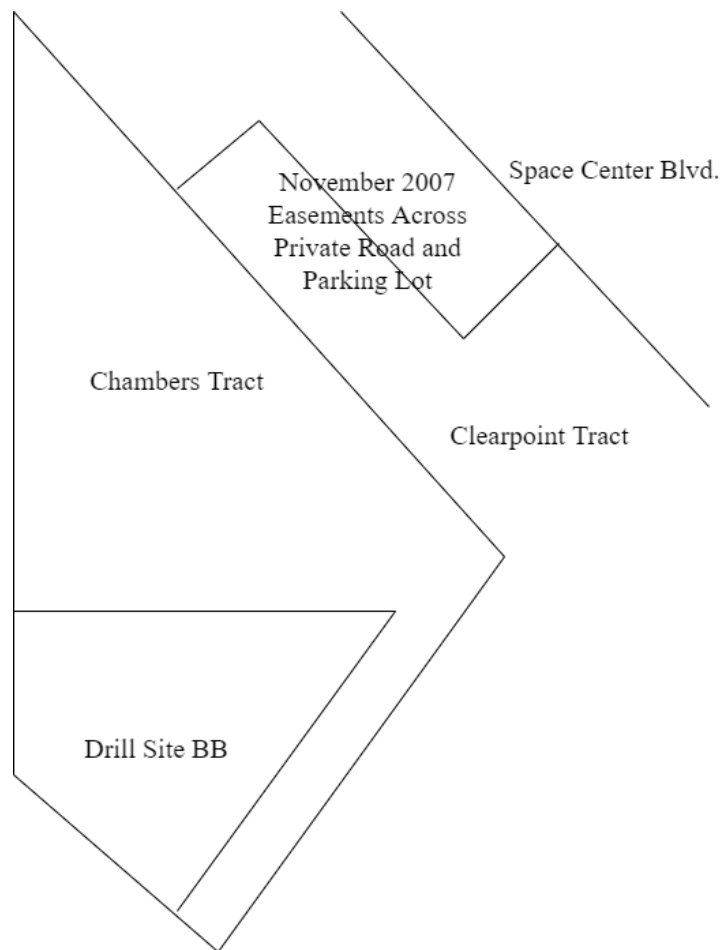 Space Center Blvd.
November 2007
Easements Across
Private Road and
Parking Lot
Chambers Tract
Clearpoint Tract
Drill Site BB